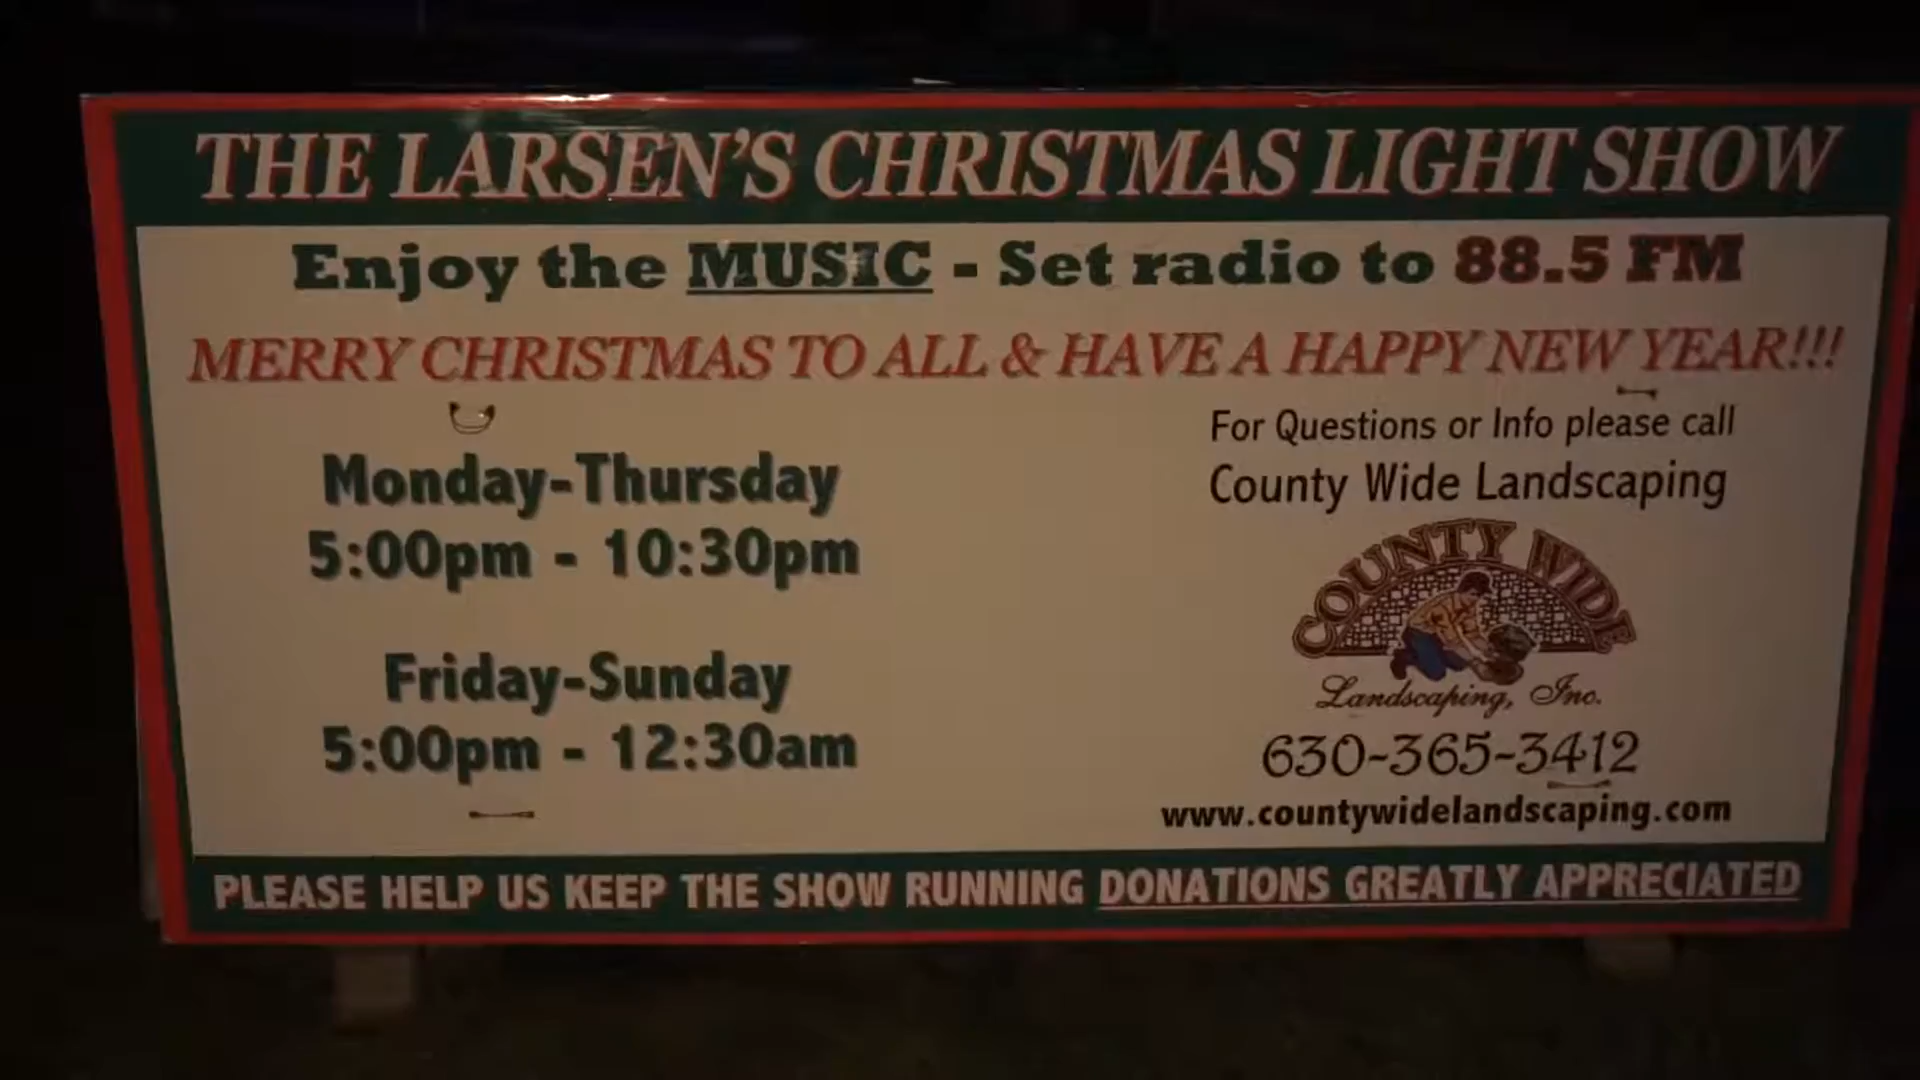 THE LARSEN'S CHRISTMAS LIGHT SHOW
Enjoy the MUSIC - Set radio to 88.5 FM
MERRY CHRISTMAS TO ALL & HAVE A HAPPY NEW YEAR!!!
Monday-Thursday
5:00pm - 10:30pm
Friday-Sunday
5:00pm - 12:30am
For Questions or Info please call
County Wide Landscaping
COUNTY WIDE
Landscaping, Inc.
630-365-3412
www.countywidelandscaping.com
PLEASE HELP US KEEP THE SHOW RUNNING DONATIONS GREATLY APPRECIATED